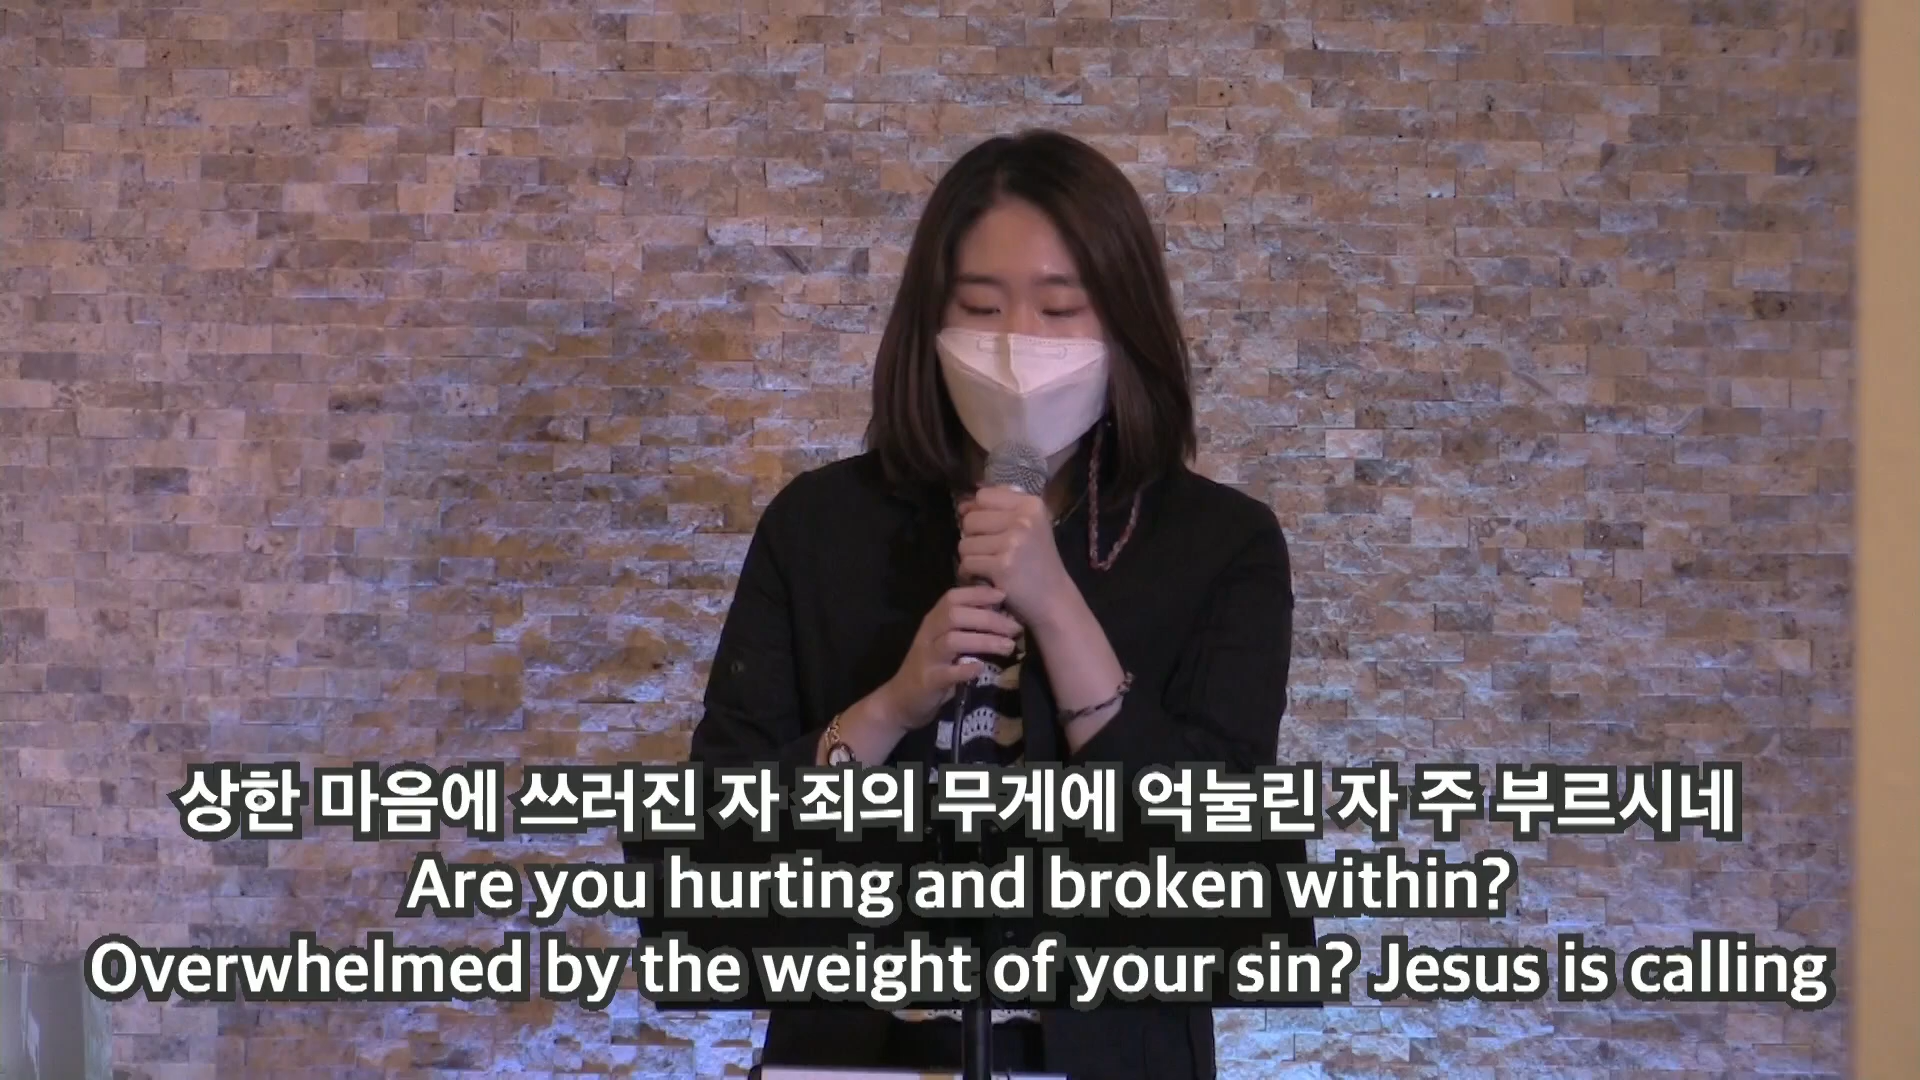 상한 마음에 쓰러진 자 죄의 무게에 억눌린 자 주 부르시네
Are you hurting and broken within?
Overwhelmed by the weight of your sin? Jesus is calling